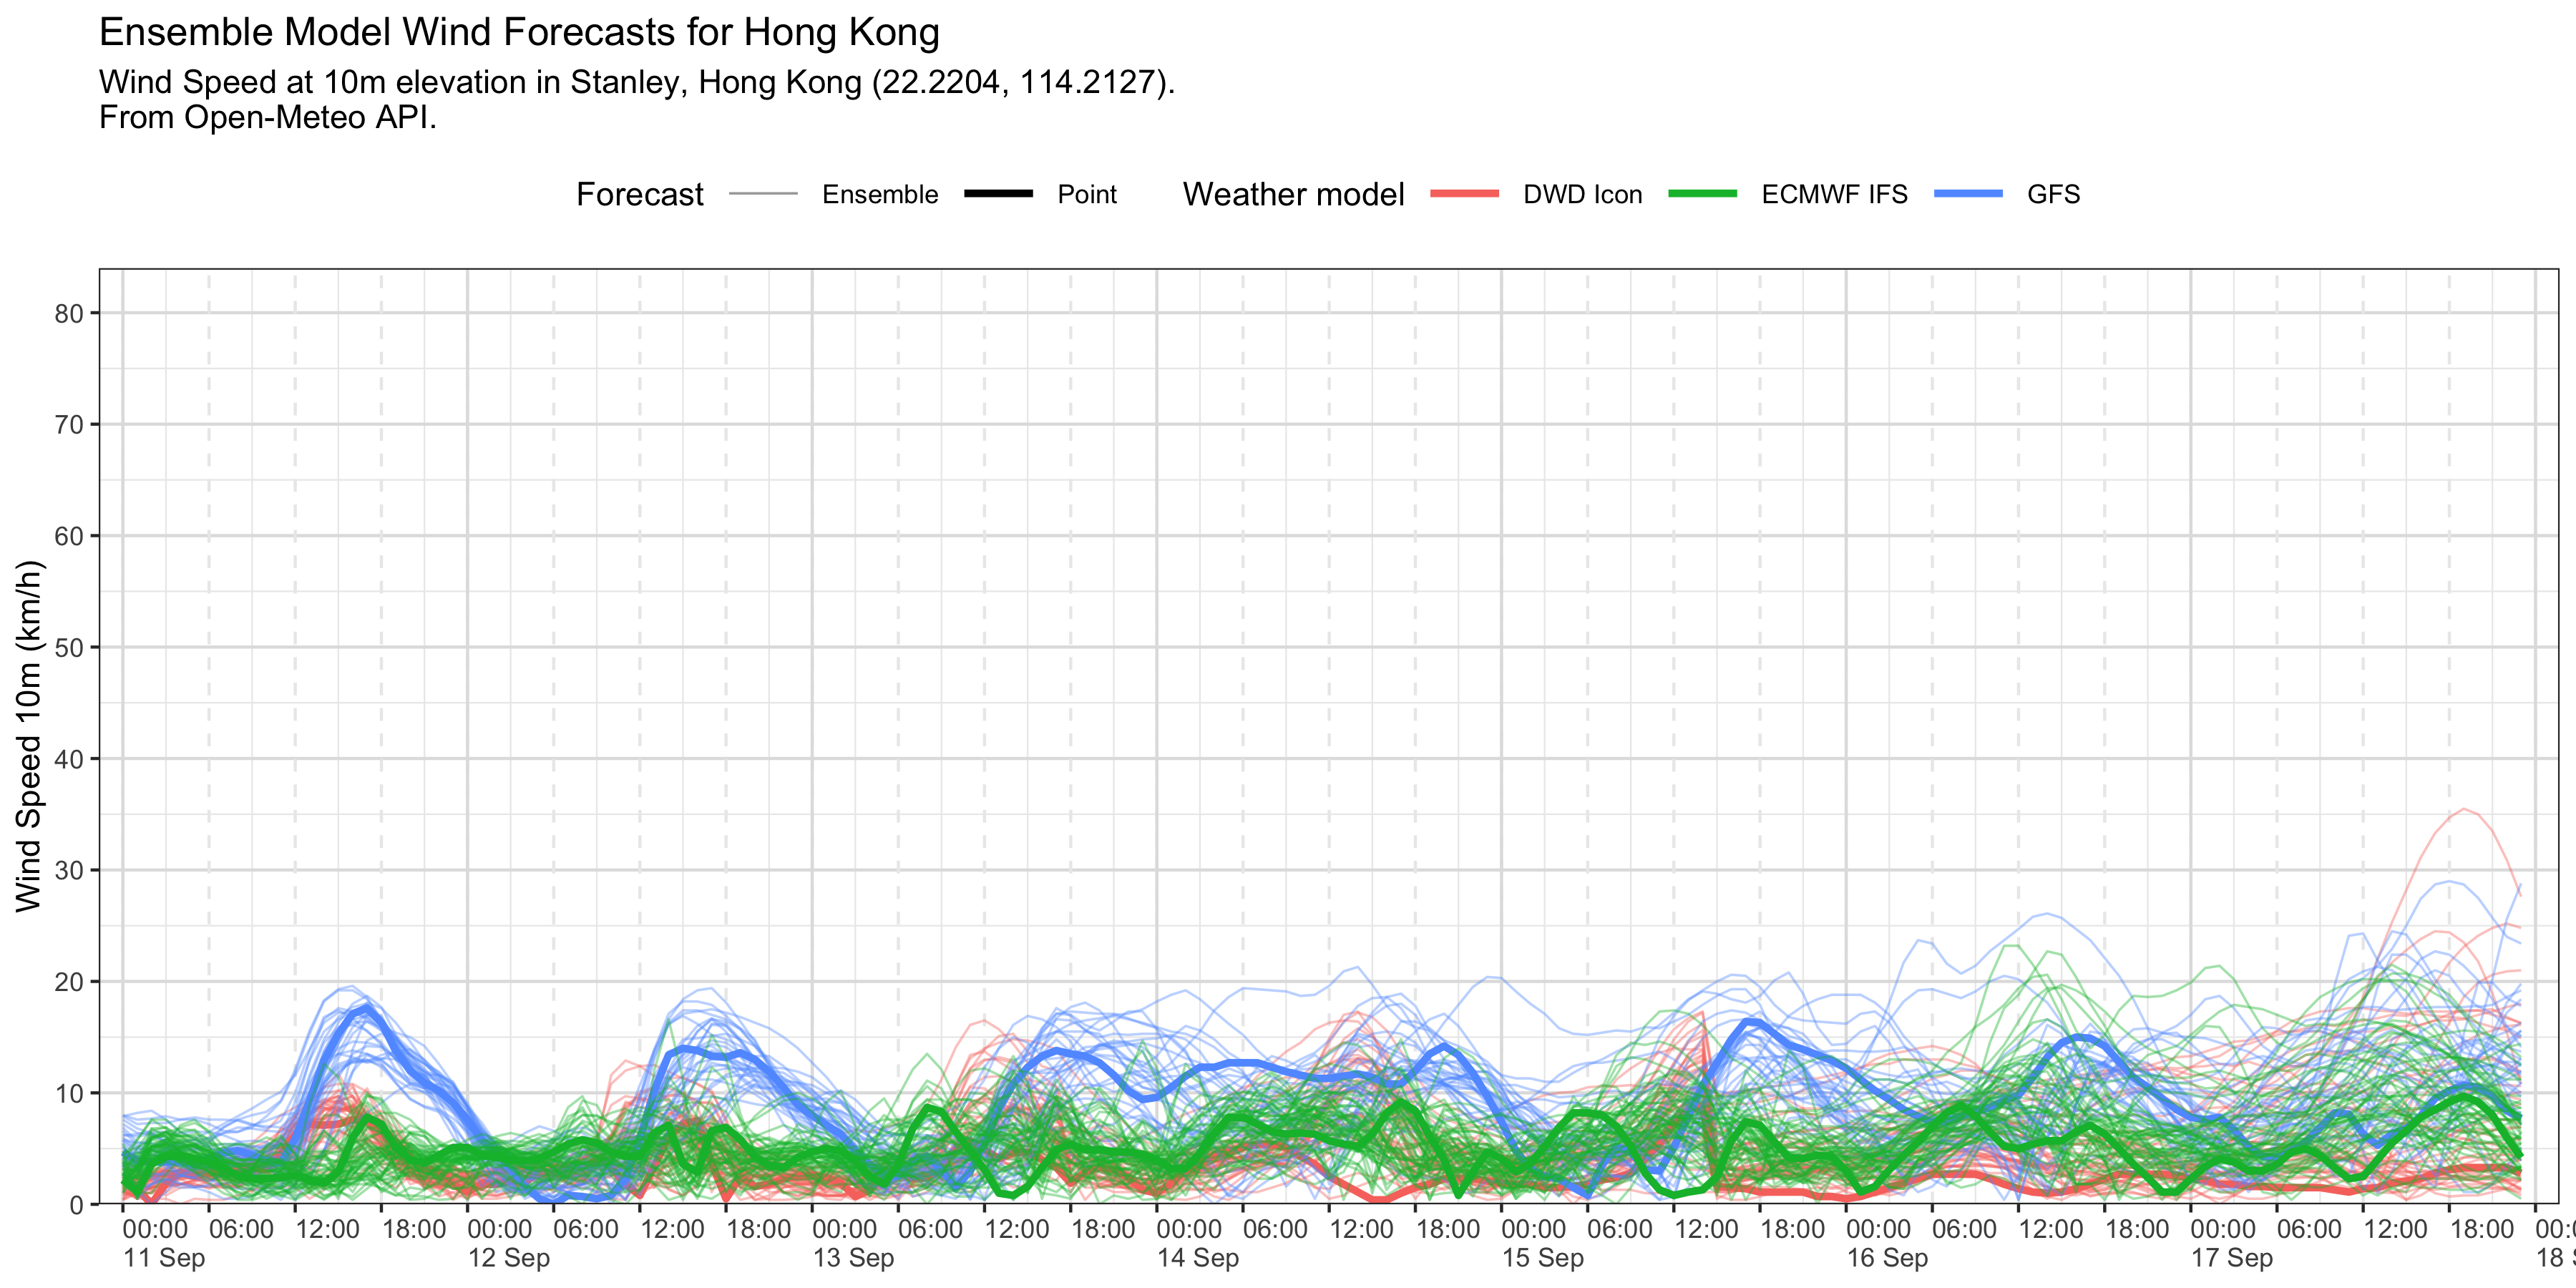 Ensemble Model Wind Forecasts for Hong Kong
Wind Speed at 10m elevation in Stanley, Hong Kong (22.2204, 114.2127).
From Open-Meteo API.
Forecast Ensemble Point Weather model DWD Icon ECMWF IFS GFS
Wind Speed 10m (km/h)
80
70
60
50
40
30
20
10
0
00:00 06:00 12:00 18:00 00:00 06:00 12:00 18:00 00:00 06:00 12:00 18:00 00:00 06:00 12:00 18:00 00:00 06:00 12:00 18:00 00:00 06:00 12:00 18:00 00:00 06:00 12:00 18:00 00:0
11 Sep 12 Sep 13 Sep 14 Sep 15 Sep 16 Sep 17 Sep 18 S